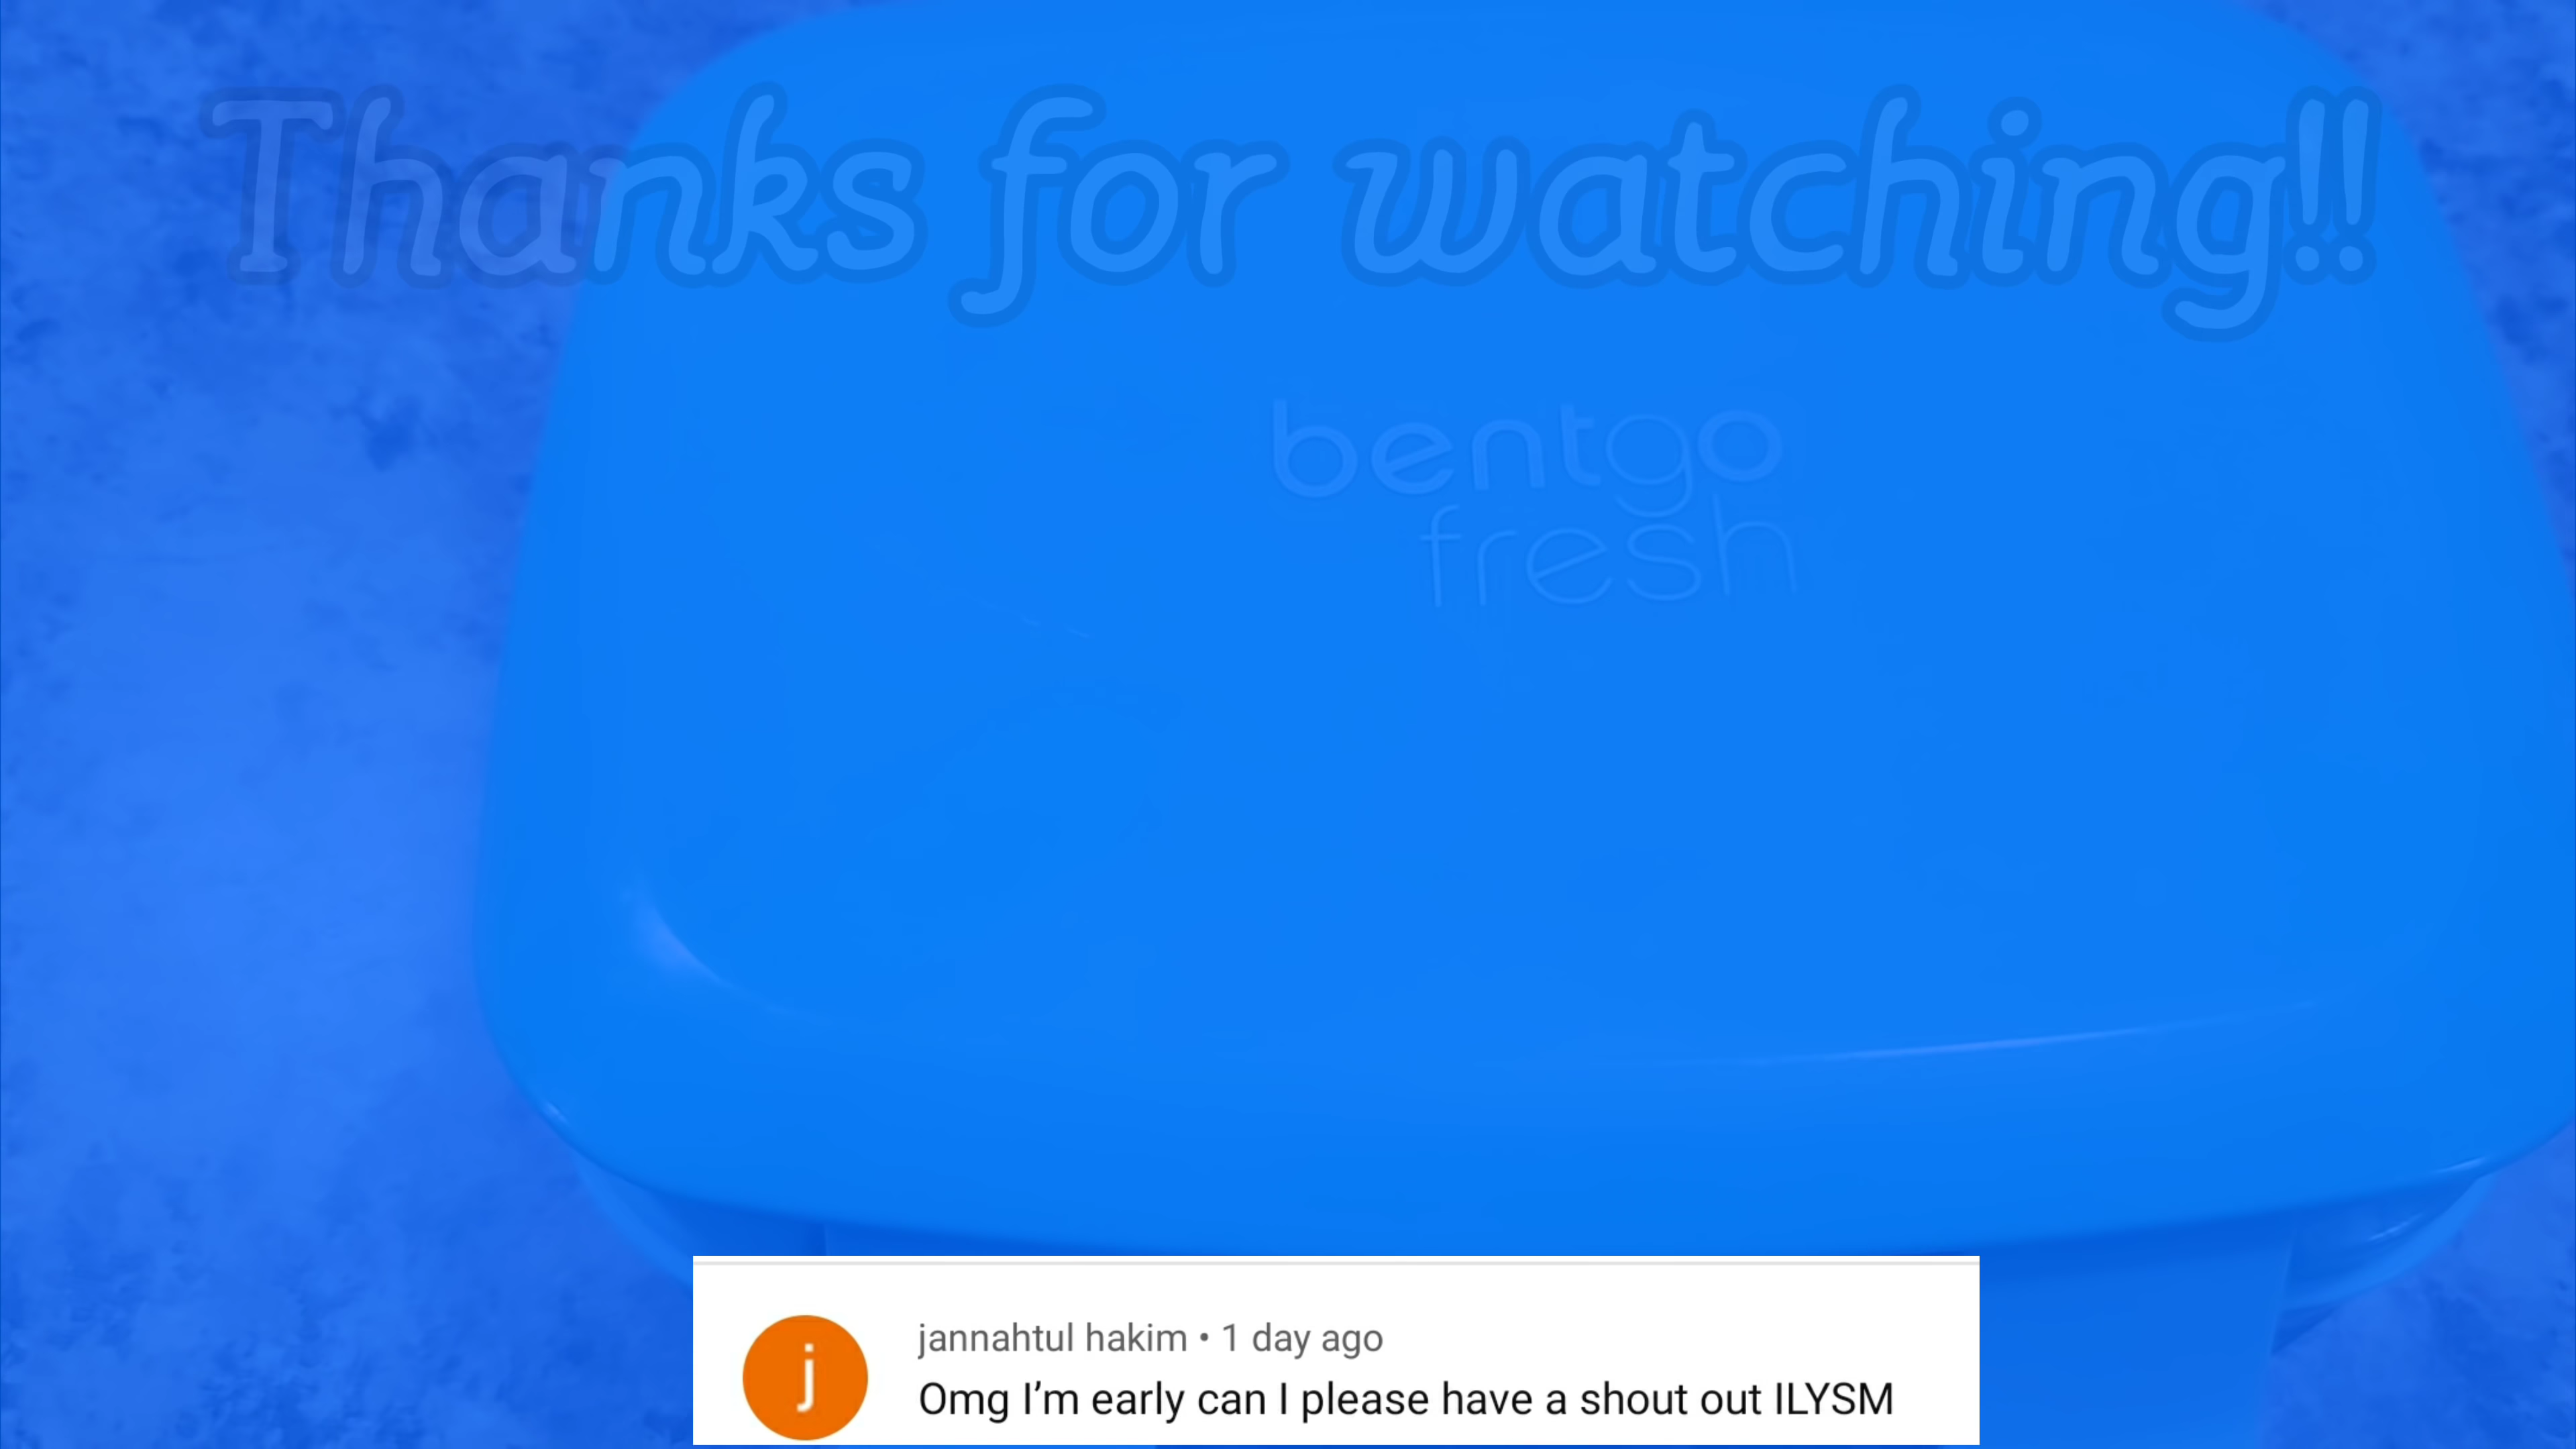 Thanks for watching!!
bentgo
fresh
j
jannahtul hakim • 1 day ago
Omg I’m early can I please have a shout out ILYSM